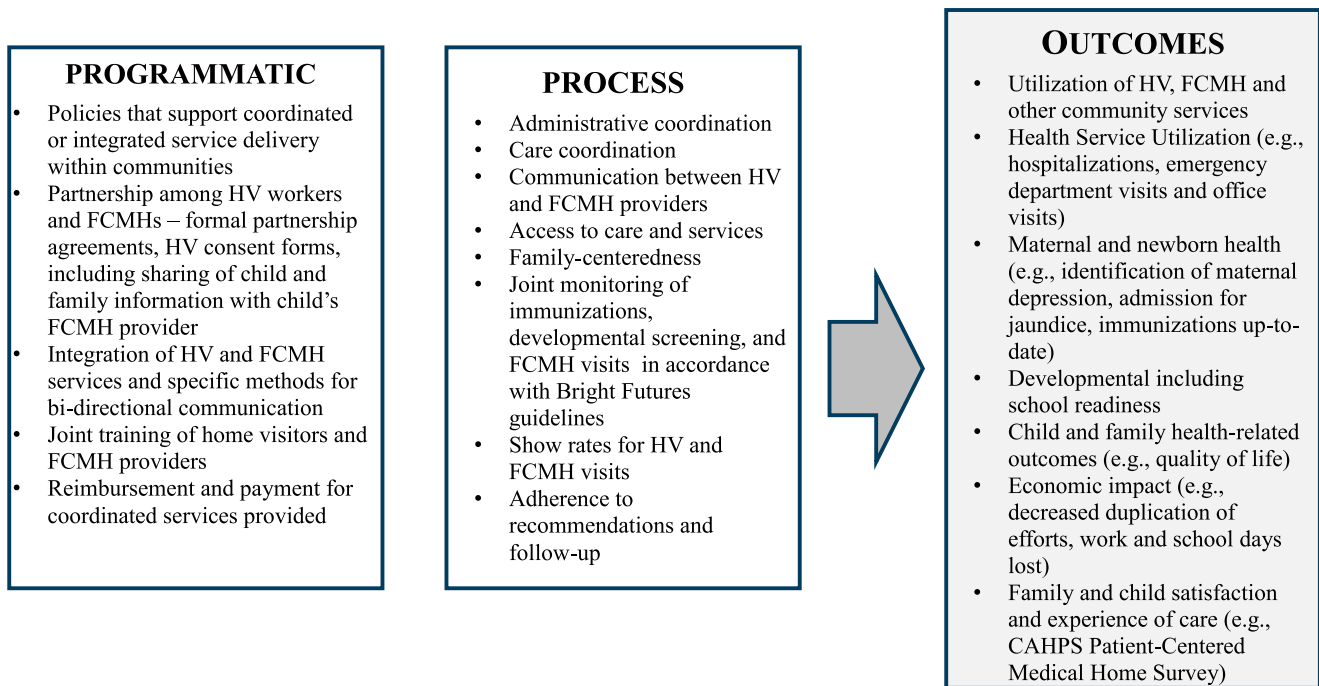 PROGRAMMATIC
• Policies that support coordinated
or integrated service delivery
within communities
• Partnership among HV workers
and FCMHs – formal partnership
agreements, HV consent forms,
including sharing of child and
family information with child’s
FCMH provider
• Integration of HV and FCMH
services and specific methods for
bi-directional communication
• Joint training of home visitors and
FCMH providers
• Reimbursement and payment for
coordinated services provided
PROCESS
• Administrative coordination
• Care coordination
• Communication between HV
and FCMH providers
• Access to care and services
• Family-centeredness
• Joint monitoring of
immunizations,
developmental screening, and
FCMH visits in accordance
with Bright Futures
guidelines
• Show rates for HV and
FCMH visits
• Adherence to
recommendations and
follow-up
OUTCOMES
• Utilization of HV, FCMH and
other community services
• Health Service Utilization (e.g.,
hospitalizations, emergency
department visits and office
visits)
• Maternal and newborn health
(e.g., identification of maternal
depression, admission for
jaundice, immunizations up-to-
date)
• Developmental including
school readiness
• Child and family health-related
outcomes (e.g., quality of life)
• Economic impact (e.g.,
decreased duplication of
efforts, work and school days
lost)
• Family and child satisfaction
and experience of care (e.g.,
CAHPS Patient-Centered
Medical Home Survey)